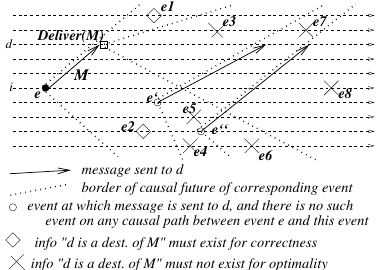 e1
e3
e7
Deliver(M)
d
M
i
e
e‘
e8
e5
e2
e‘‘
e4
e6
message sent to d
border of causal future of corresponding event
event at which message is sent to d, and there is no such
event on any causal path between event e and this event
info "d is a dest. of M" must exist for correctness
info "d is a dest. of M" must not exist for optimality